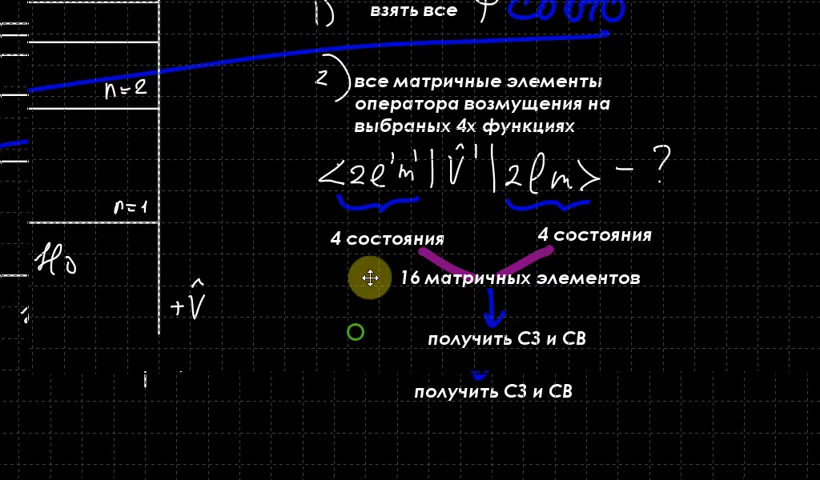 1) взять все ψ
n=2
2) все матричные элементы
оператора возмущения на
выбраных 4х функциях
<2l'm'|V̂'|2lm> - ?
n=1
4 состояния
4 состояния
H₀
16 матричных элементов
+V̂
получить СЗ и СВ
получить СЗ и СВ